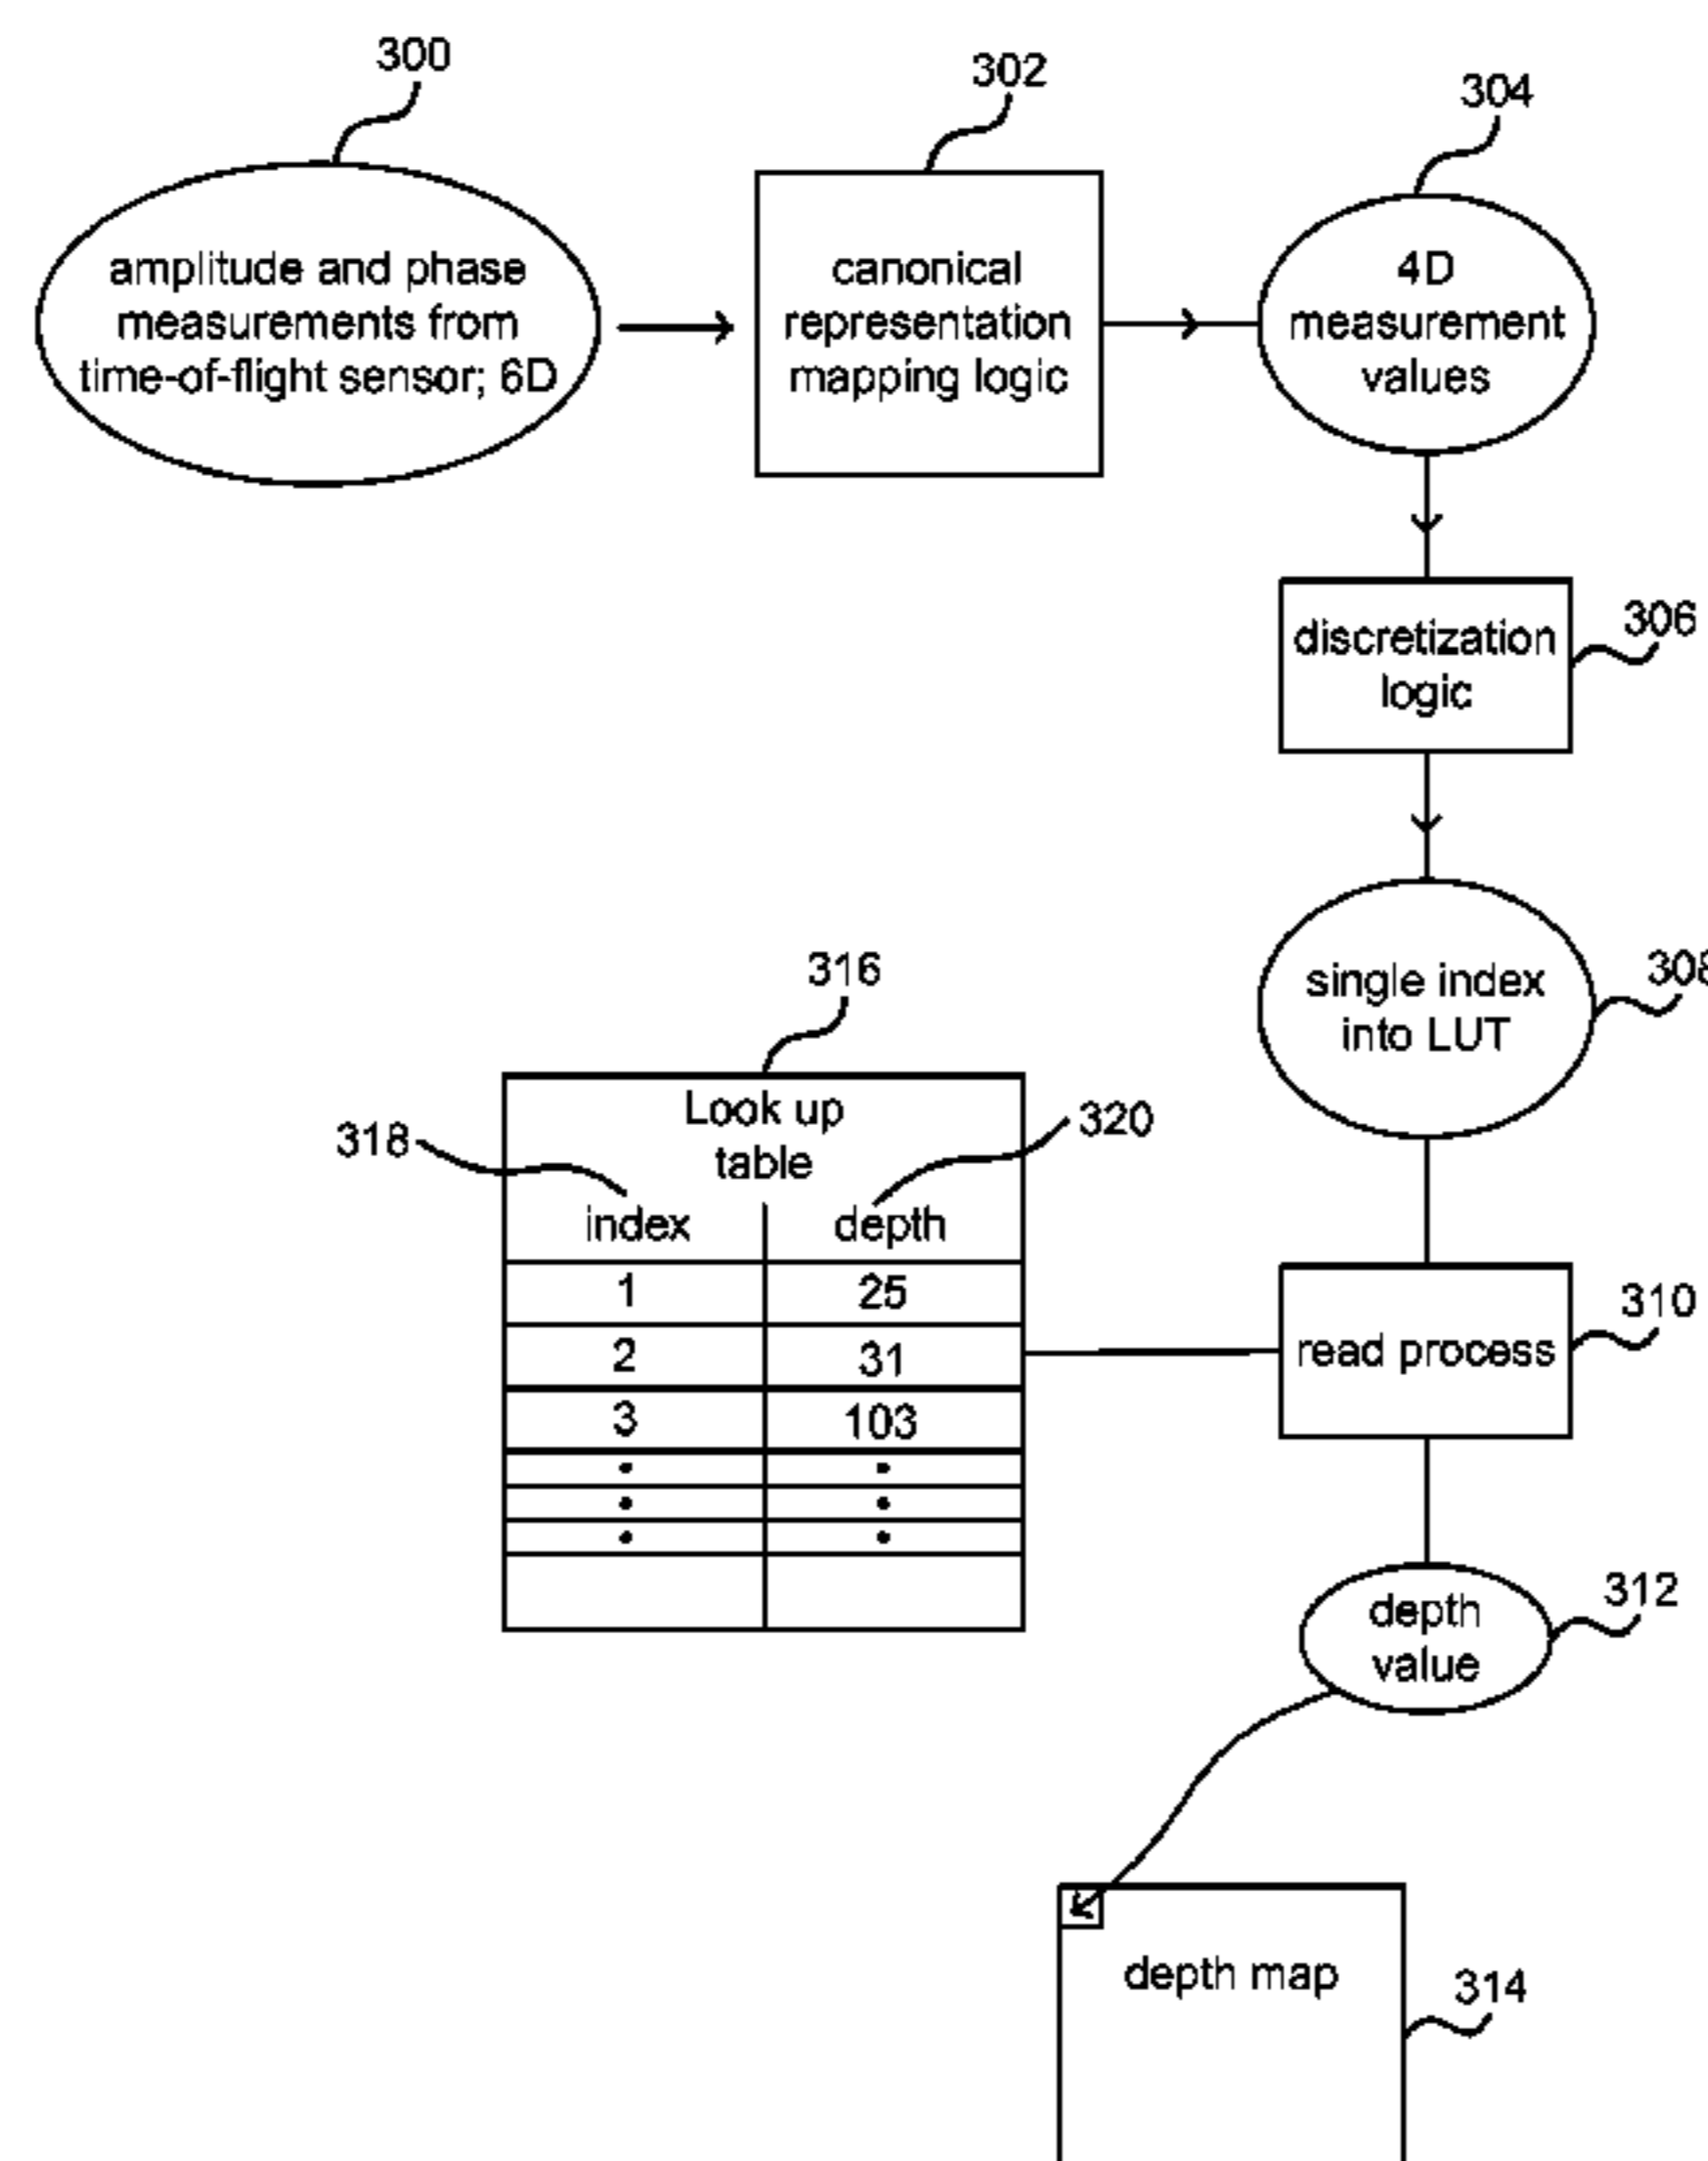 300
302
304
amplitude and phase
measurements from
time-of-flight sensor; 6D
canonical
representation
mapping logic
4D
measurement
values
306
discretization
logic
308
single index
into LUT
316
Look up
table
318
320
index depth
1 25
2 31
3 103
310
read process
312
depth
value
depth map
314